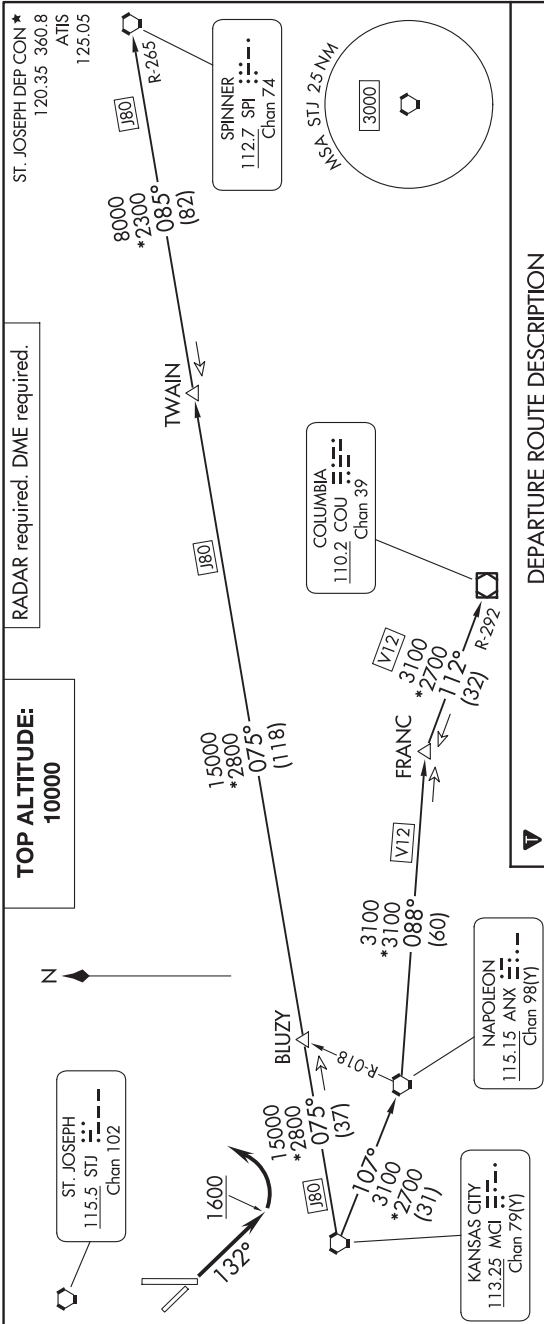 ST. JOSEPH DEP CON ★
120.35 360.8
ATIS
125.05
RADAR required. DME required.
TOP ALTITUDE:
10000
N
ST. JOSEPH
115.5 STJ
Chan 102
1600
132°
J80
15000
*2800
075°
(37)
BLUZY
R-018
15000
*2800
075°
(118)
J80
TWAIN
8000
*2300
085°
(82)
J80
R-265
SPINNER
112.7 SPI
Chan 74
MSA STJ 25 NM
3000
KANSAS CITY
113.25 MCI
Chan 79(Y)
107°
3100
*2700
(31)
NAPOLEON
115.15 ANX
Chan 98(Y)
3100
*3100
088°
(60)
V12
FRANC
V12
3100
*2700
112°
(32)
R-292
COLUMBIA
110.2 COU
Chan 39
T
DEPARTURE ROUTE DESCRIPTION